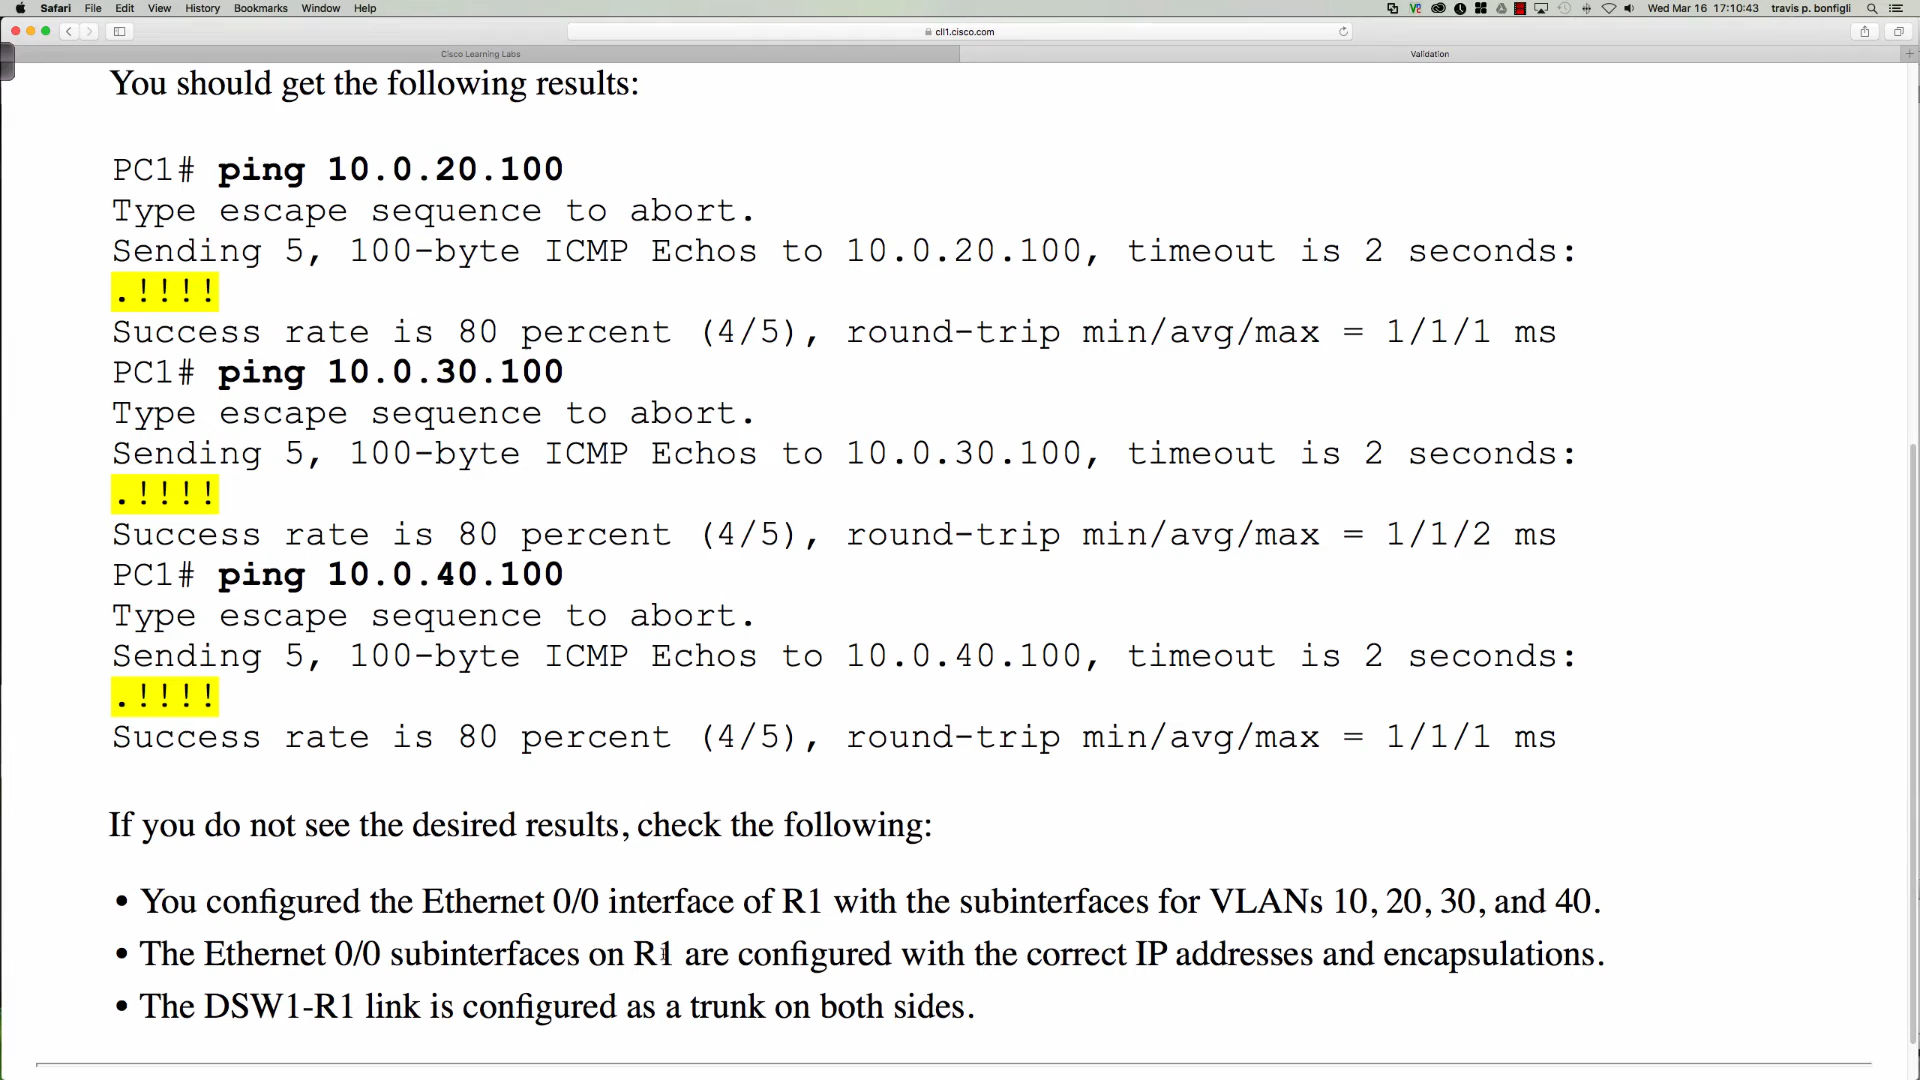 Safari File Edit View History Bookmarks Window Help Wed Mar 16 17:10:43 travis p. bonfigli
cll1.cisco.com
Cisco Learning Labs Validation
You should get the following results:
PC1# ping 10.0.20.100
Type escape sequence to abort.
Sending 5, 100-byte ICMP Echos to 10.0.20.100, timeout is 2 seconds:
.!!!!
Success rate is 80 percent (4/5), round-trip min/avg/max = 1/1/1 ms
PC1# ping 10.0.30.100
Type escape sequence to abort.
Sending 5, 100-byte ICMP Echos to 10.0.30.100, timeout is 2 seconds:
.!!!!
Success rate is 80 percent (4/5), round-trip min/avg/max = 1/1/2 ms
PC1# ping 10.0.40.100
Type escape sequence to abort.
Sending 5, 100-byte ICMP Echos to 10.0.40.100, timeout is 2 seconds:
.!!!!
Success rate is 80 percent (4/5), round-trip min/avg/max = 1/1/1 ms
If you do not see the desired results, check the following:
• You configured the Ethernet 0/0 interface of R1 with the subinterfaces for VLANs 10, 20, 30, and 40.
• The Ethernet 0/0 subinterfaces on R1 are configured with the correct IP addresses and encapsulations.
• The DSW1-R1 link is configured as a trunk on both sides.